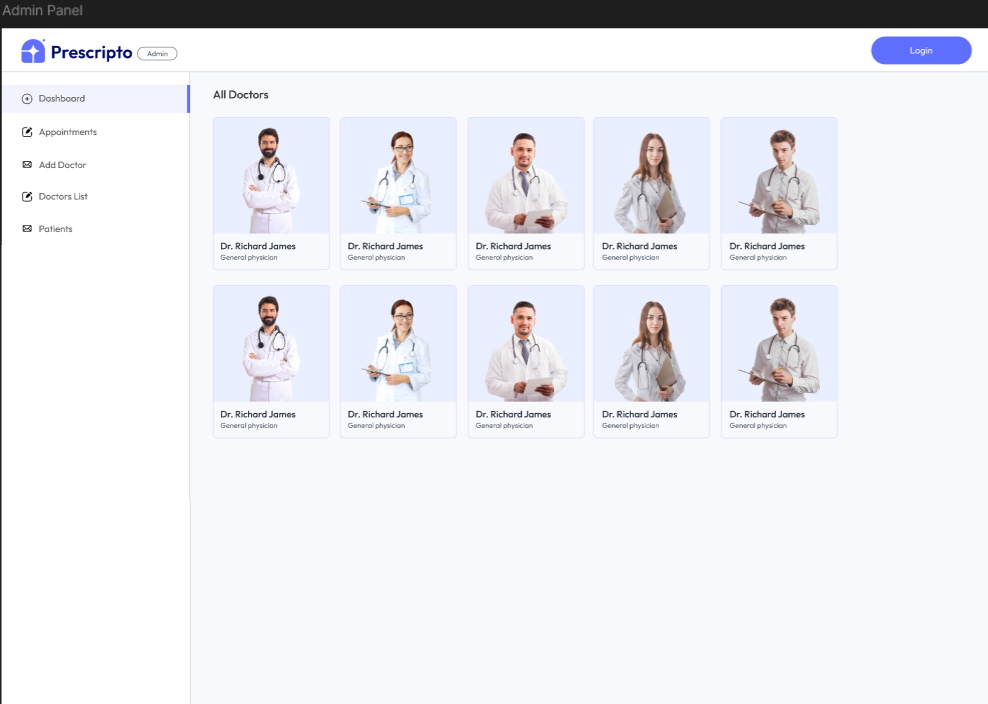 Admin Panel
Prescripto Admin
Login
Dashboard
Appointments
Add Doctor
Doctors List
Patients
All Doctors
Dr. Richard James
General physician
Dr. Richard James
General physician
Dr. Richard James
General physician
Dr. Richard James
General physician
Dr. Richard James
General physician
Dr. Richard James
General physician
Dr. Richard James
General physician
Dr. Richard James
General physician
Dr. Richard James
General physician
Dr. Richard James
General physician